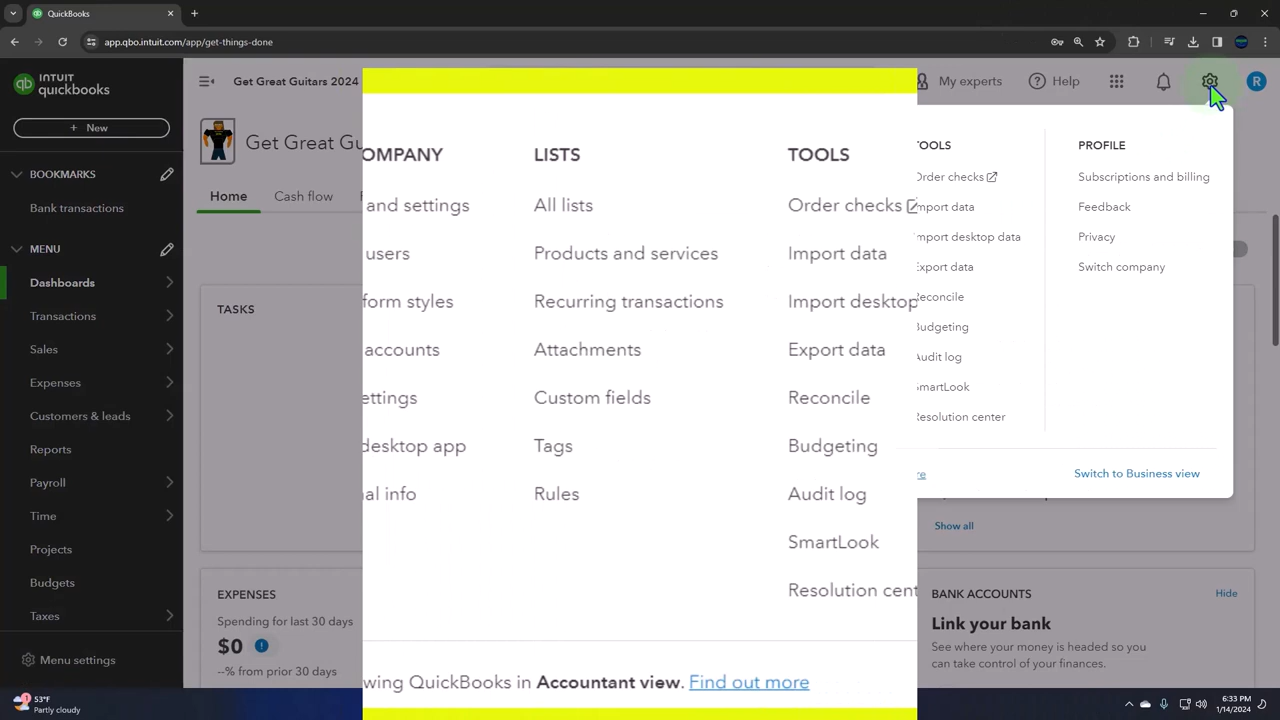 QuickBooks
app.qbo.intuit.com/app/get-things-done
INTUIT
quickbooks
Get Great Guitars 2024
My experts
Help
R
+ New
BOOKMARKS
Bank transactions
MENU
Dashboards
Transactions
Sales
Expenses
Customers & leads
Reports
Payroll
Time
Projects
Budgets
Taxes
Menu settings
Get Great Gu
Home
Cash flow
TASKS
EXPENSES
Spending for last 30 days
$0
--% from prior 30 days
OMPANY
and settings
users
form styles
accounts
ettings
desktop app
al info
LISTS
All lists
Products and services
Recurring transactions
Attachments
Custom fields
Tags
Rules
TOOLS
Order checks
Import data
Import desktop
Export data
Reconcile
Budgeting
Audit log
SmartLook
Resolution cent
wing QuickBooks in Accountant view. Find out more
TOOLS
Order checks
Import data
Import desktop data
Export data
Reconcile
Budgeting
Audit log
SmartLook
Resolution center
PROFILE
Subscriptions and billing
Feedback
Privacy
Switch company
re
Switch to Business view
Show all
BANK ACCOUNTS
Hide
Link your bank
See where your money is headed so you
can take control of your finances.
53°F
Partly cloudy
6:33 PM
1/14/2024